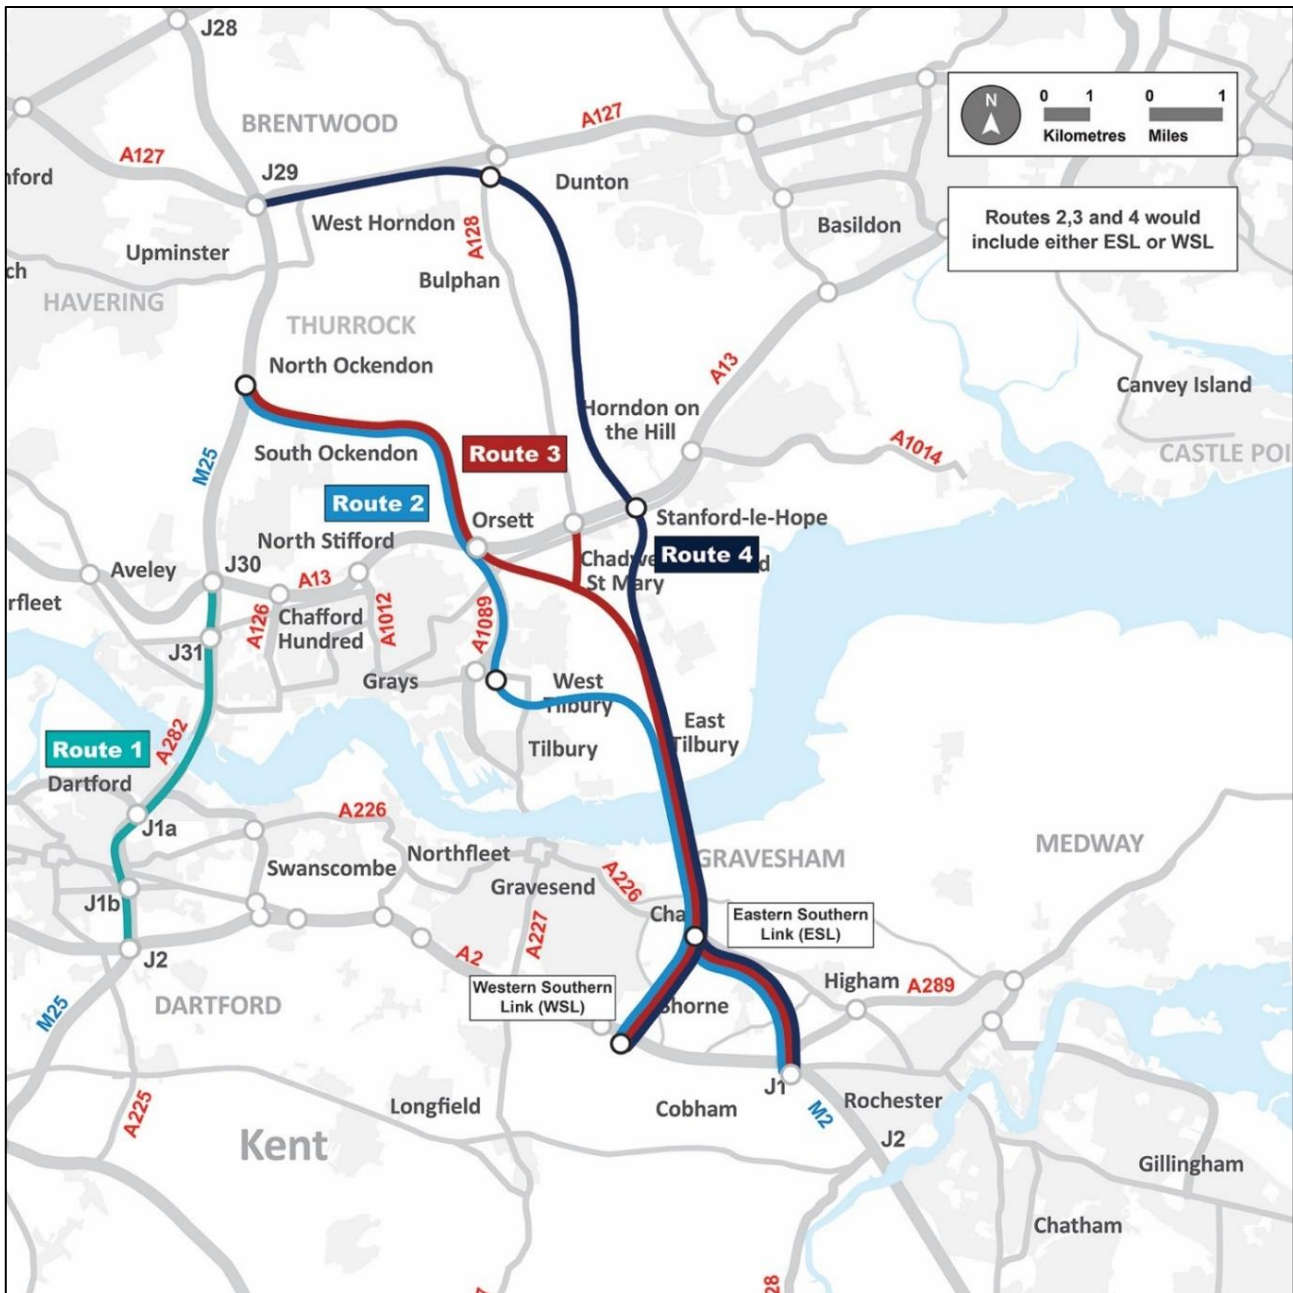 J28
BRENTWOOD
A127
N
0 1
Kilometres
0 1
Miles
A127
J29
Dunton
West Horndon
A128
Basildon
Routes 2,3 and 4 would
include either ESL or WSL
Upminster
Bulphan
HAVERING
THURROCK
North Ockendon
A13
Canvey Island
Horndon on
the Hill
A1014
M25
South Ockendon
Route 3
CASTLE POI
Route 2
Orsett
Stanford-le-Hope
North Stifford
Aveley
J30
A13
Route 4
Chadwe
d
St Mary
rfleet
A126
Chafford
Hundred
A1012
A1089
J31
Grays
West
Tilbury
East
Tilbury
A282
Route 1
Tilbury
Dartford
J1a
A226
Northfleet
Swanscombe
Gravesend
A226
GRAVESHAM
MEDWAY
J1b
A227
Cha
Eastern Southern
Link (ESL)
A2
J2
Western Southern
Link (WSL)
Higham
A289
M25
DARTFORD
Shorne
J1
A225
Longfield
Cobham
M2
Rochester
J2
Kent
Gillingham
Chatham
28
nford
ch